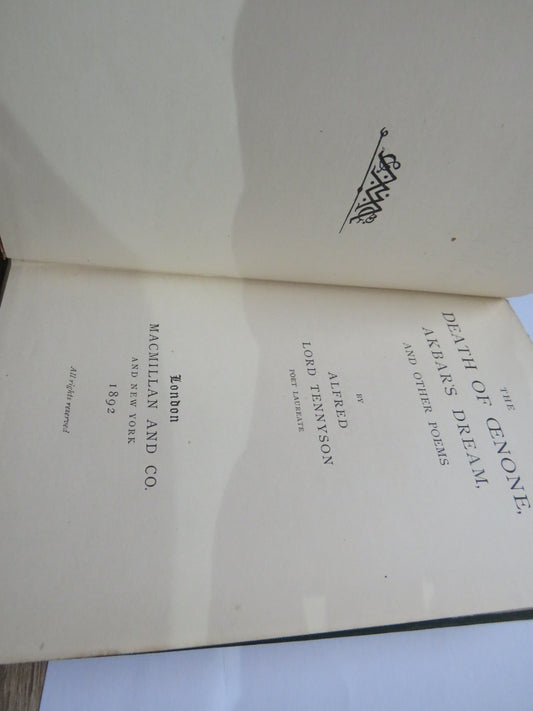 THE
DEATH OF ŒNONE,
AKBAR'S DREAM,
AND OTHER POEMS
BY
ALFRED
LORD TENNYSON
POET LAUREATE
London
MACMILLAN AND CO.
AND NEW YORK
1892
All rights reserved